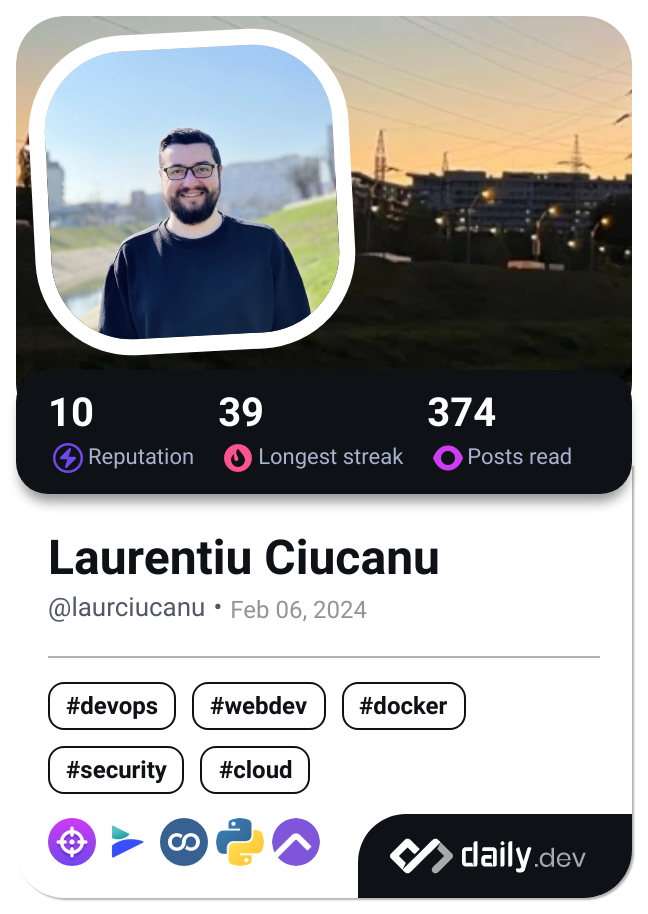 10 39 374
Reputation Longest streak Posts read
Laurentiu Ciucanu
@laurciucanu • Feb 06, 2024
#devops #webdev #docker
#security #cloud
daily.dev